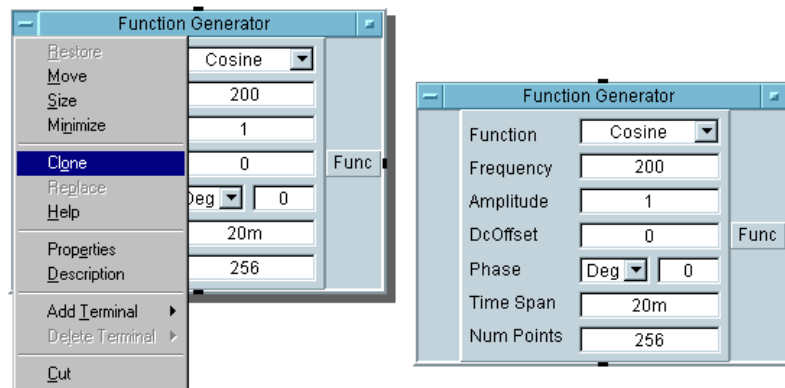 Function Generator
Restore
Move
Size
Minimize
Clone
Replace
Help
Properties
Description
Add Terminal
Delete Terminal
Cut
Cosine
200
1
0
Deg 0
20m
256
Func
Function Generator
Function Cosine
Frequency 200
Amplitude 1
DcOffset 0
Phase Deg 0
Time Span 20m
Num Points 256
Func